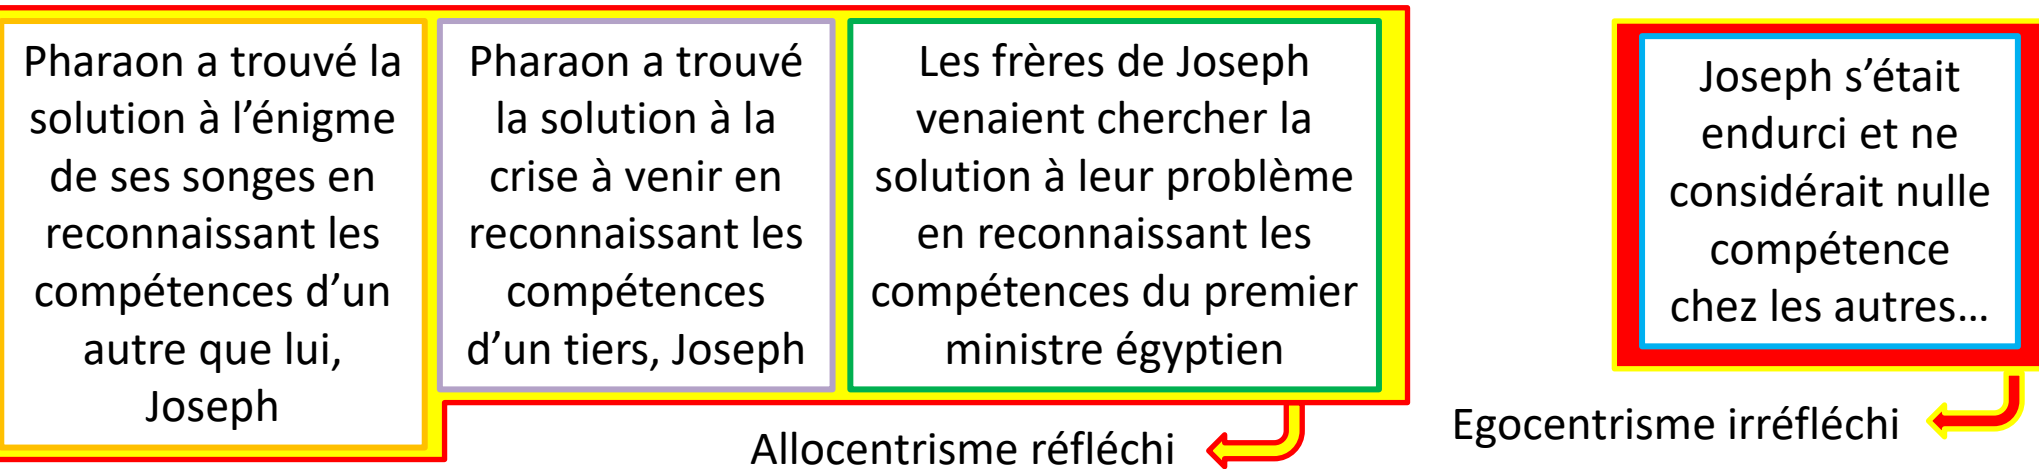 Pharaon a trouvé la
solution à l’énigme
de ses songes en
reconnaissant les
compétences d’un
autre que lui,
Joseph
Pharaon a trouvé
la solution à la
crise à venir en
reconnaissant les
compétences
d’un tiers, Joseph
Les frères de Joseph
venaient chercher la
solution à leur problème
en reconnaissant les
compétences du premier
ministre égyptien
Allocentrisme réfléchi
Joseph s’était
endurci et ne
considérait nulle
compétence
chez les autres…
Egocentrisme irréfléchi